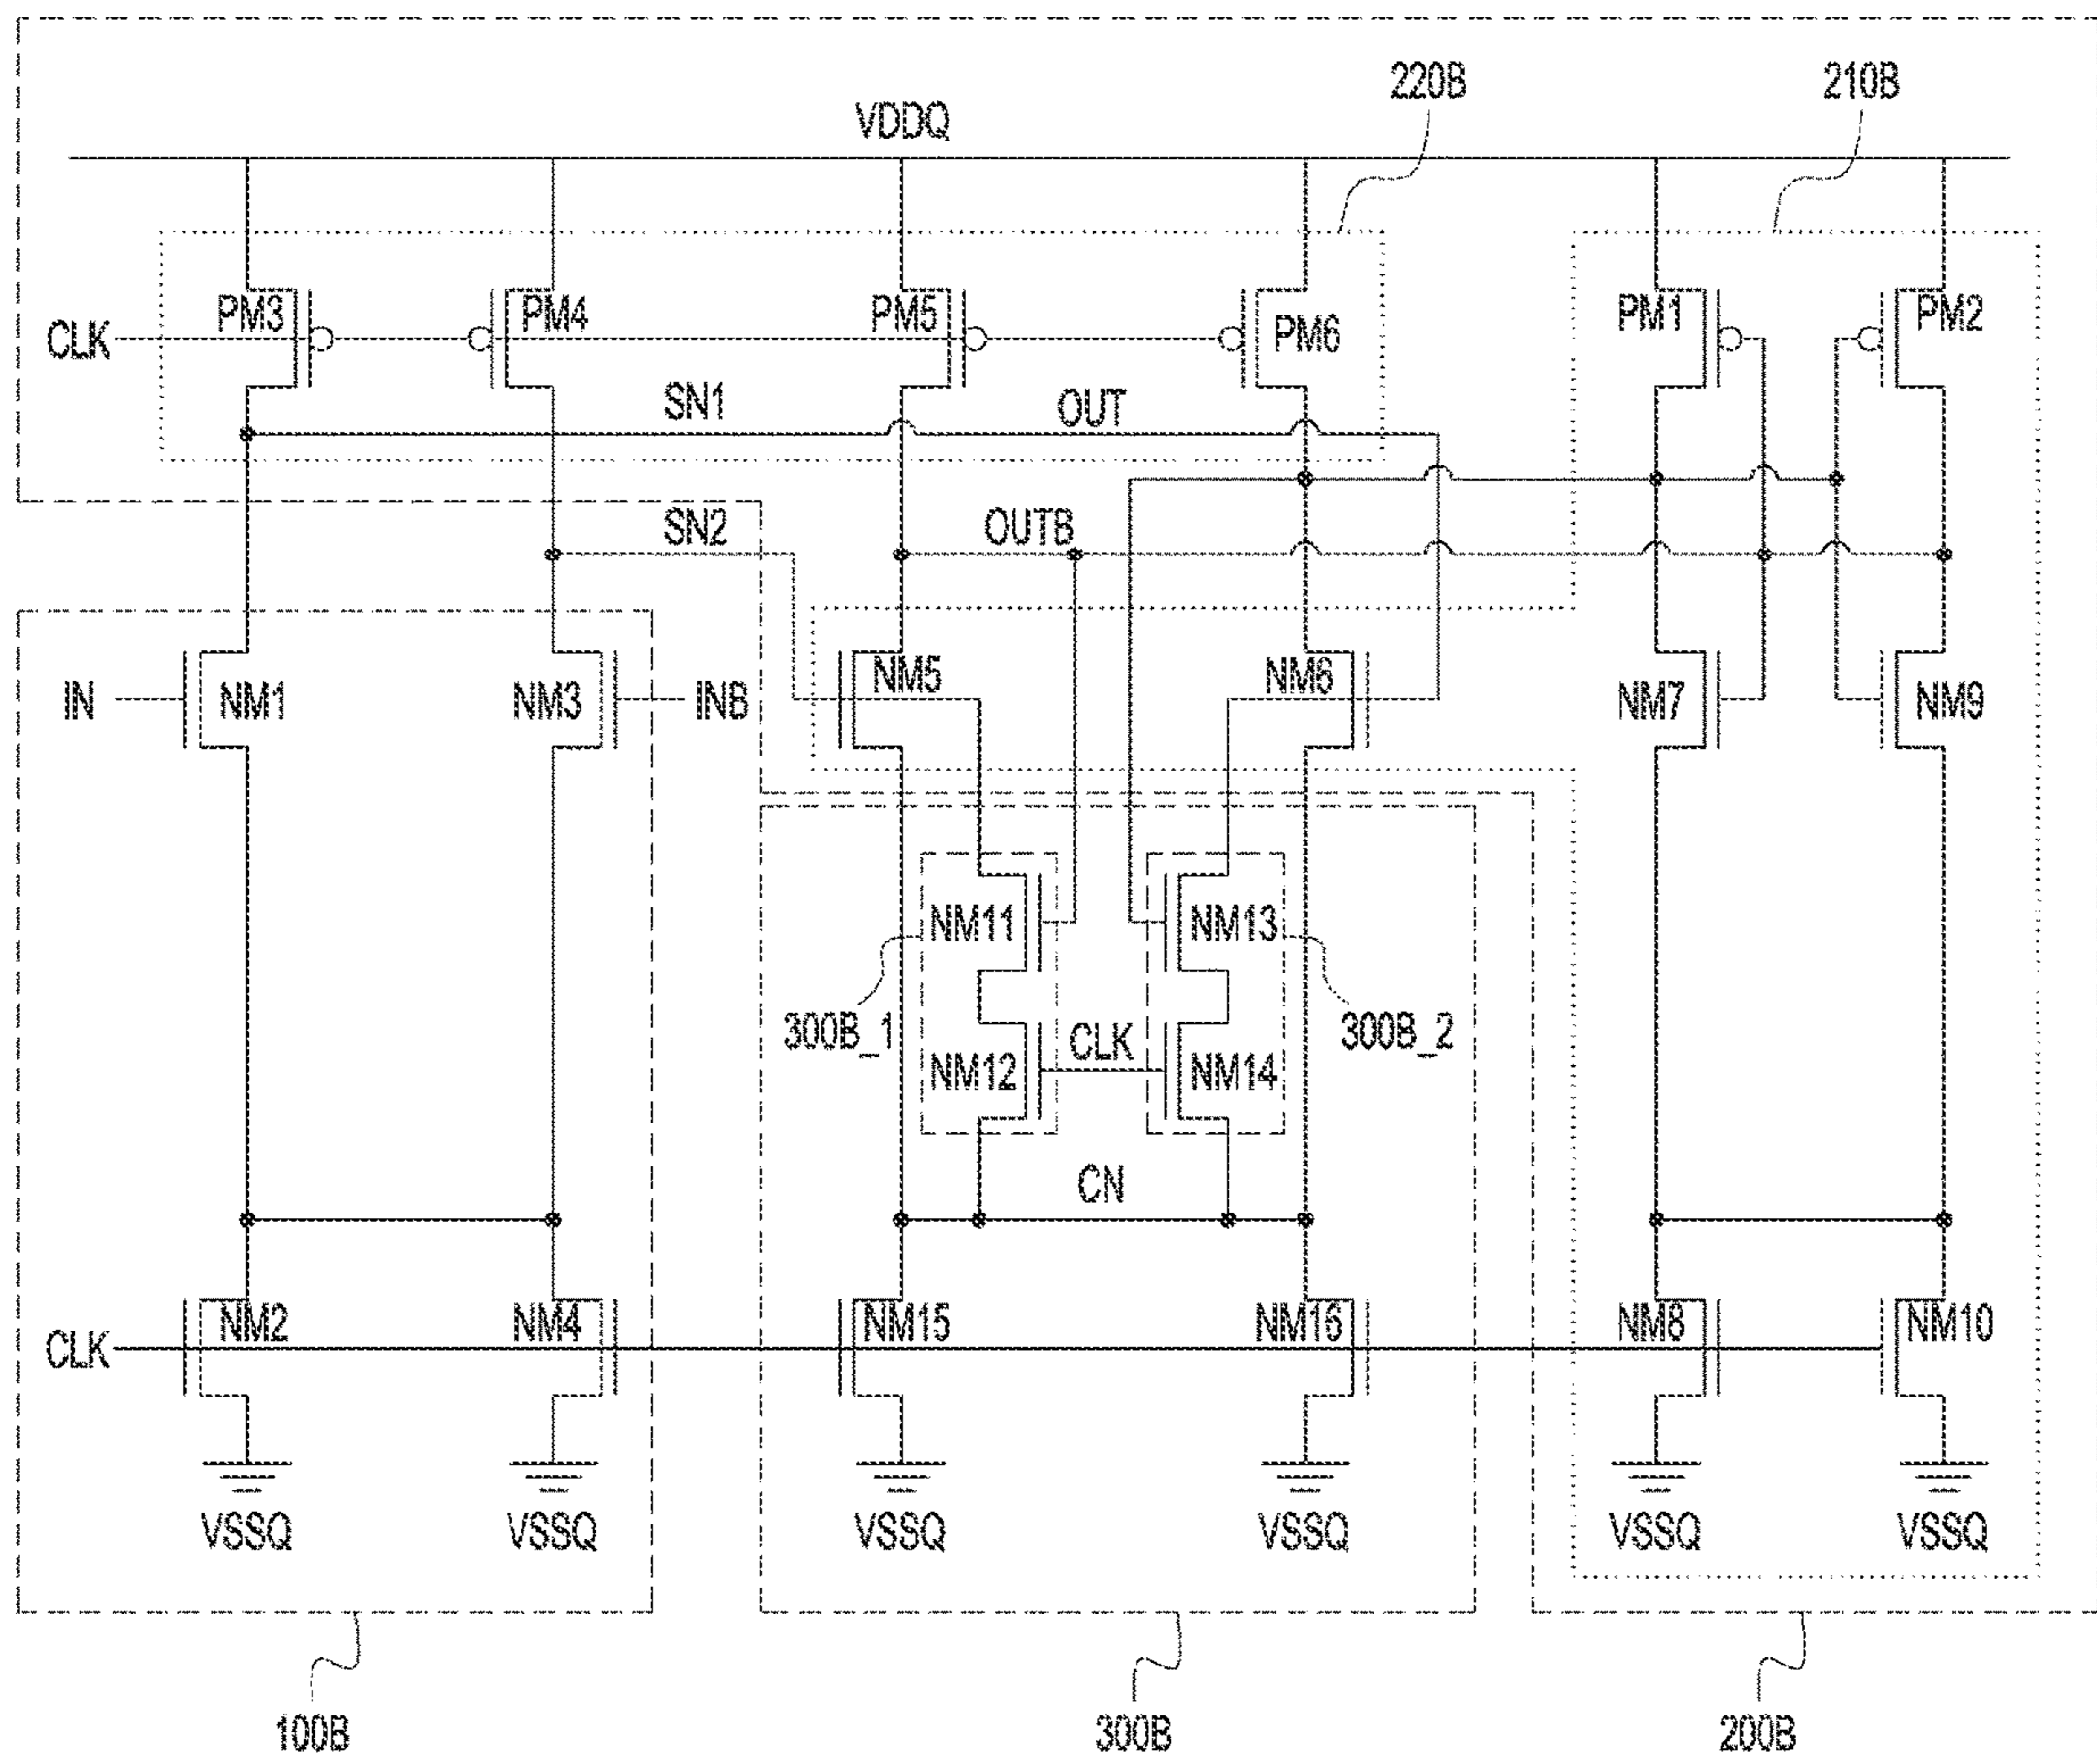 220B
210B
VDDQ
PM3
PM4
PM5
PM6
PM1
PM2
CLK
SN1
OUT
SN2
OUTB
IN
NM1
NM3
INB
NM5
NM6
NM7
NM9
NM11
NM13
300B_1
CLK
300B_2
NM12
NM14
CN
CLK
NM2
NM4
NM15
NM16
NM8
NM10
VSSQ
VSSQ
VSSQ
VSSQ
VSSQ
VSSQ
100B
300B
200B